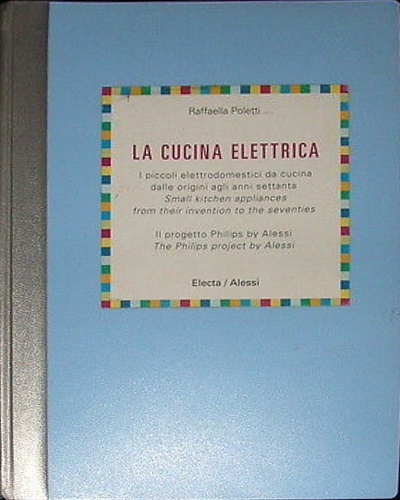 Raffaella Poletti
LA CUCINA ELETTRICA
I piccoli elettrodomestici da cucina
dalle origini agli anni settanta
Small kitchen appliances
from their invention to the seventies
Il progetto Philips by Alessi
The Philips project by Alessi
Electa / Alessi